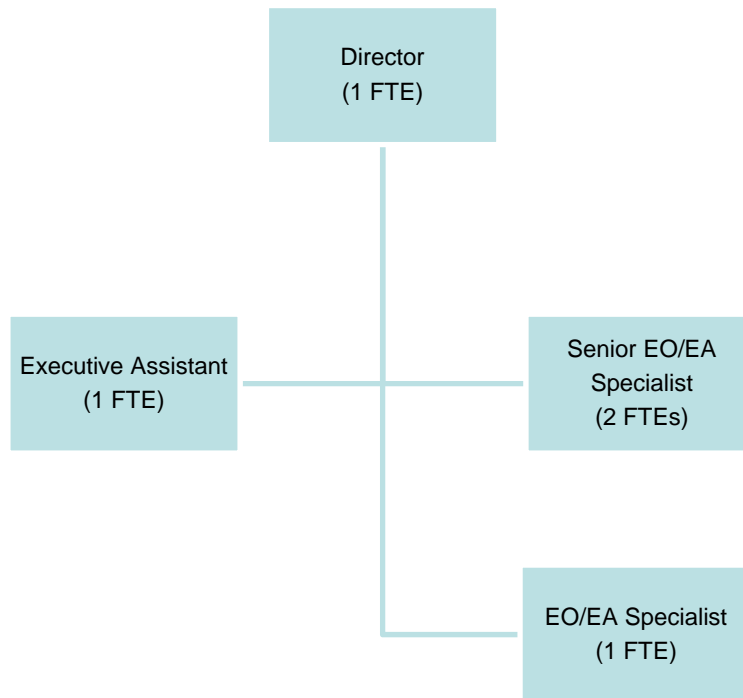 Director
(1 FTE)
Executive Assistant
(1 FTE)
Senior EO/EA
Specialist
(2 FTEs)
EO/EA Specialist
(1 FTE)